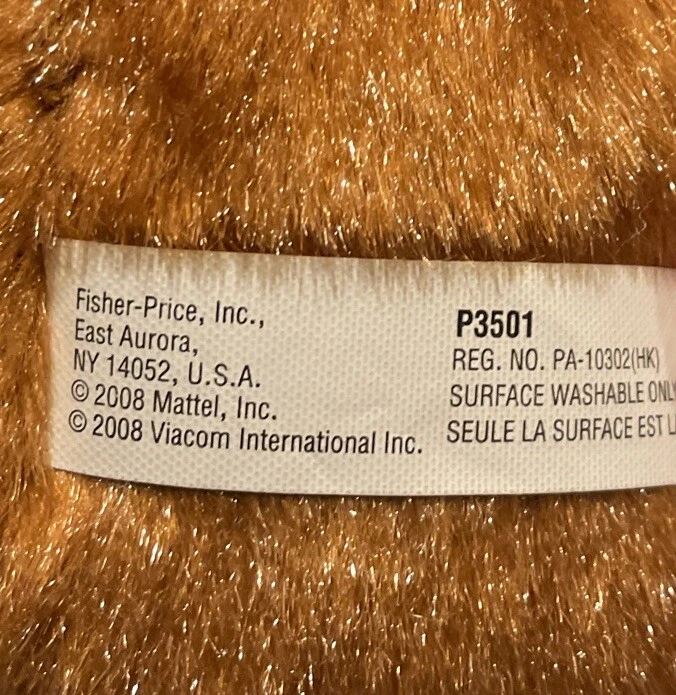 Fisher-Price, Inc.,
East Aurora,
NY 14052, U.S.A.
© 2008 Mattel, Inc.
© 2008 Viacom International Inc.
P3501
REG. NO. PA-10302(HK)
SURFACE WASHABLE ONL
SEULE LA SURFACE EST L